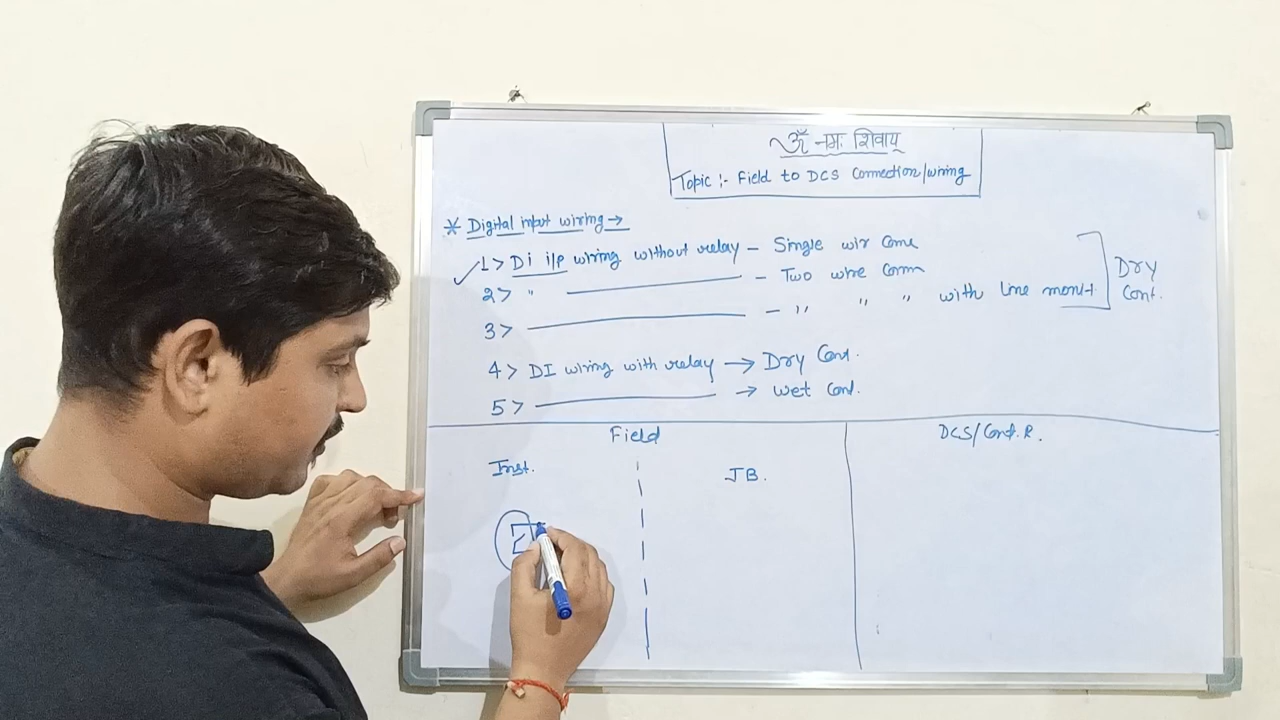 ॐ नमः शिवाय्
Topic :- Field to DCS Connection/wiring
* Digital input wiring →
1> Di i/p wiring without relay – Single wir Come
2> " ——— – Two wire Comm
3> ——— – " " " with line monit.
Dry
Cont.
4> DI wiring with relay → Dry Cont.
5> ——— → wet Cont.
Field
DCS/Cont. R.
Inst.
JB.